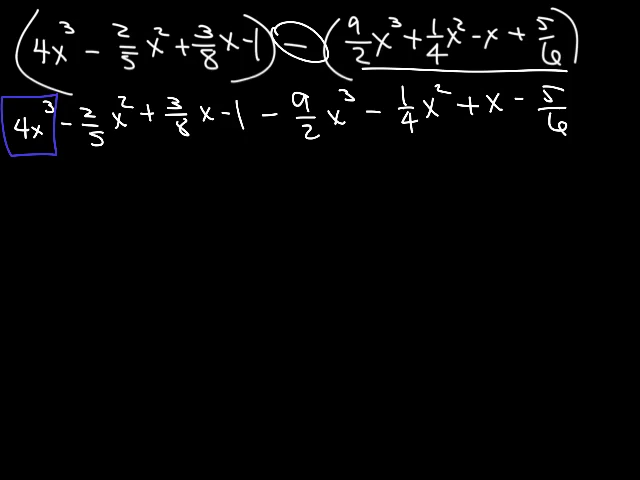 (4x³ - 2/5 x² + 3/8 x - 1) - (9/2 x³ + 1/4 x² - x + 5/6)
4x³ - 2/5 x² + 3/8 x - 1 - 9/2 x³ - 1/4 x² + x - 5/6